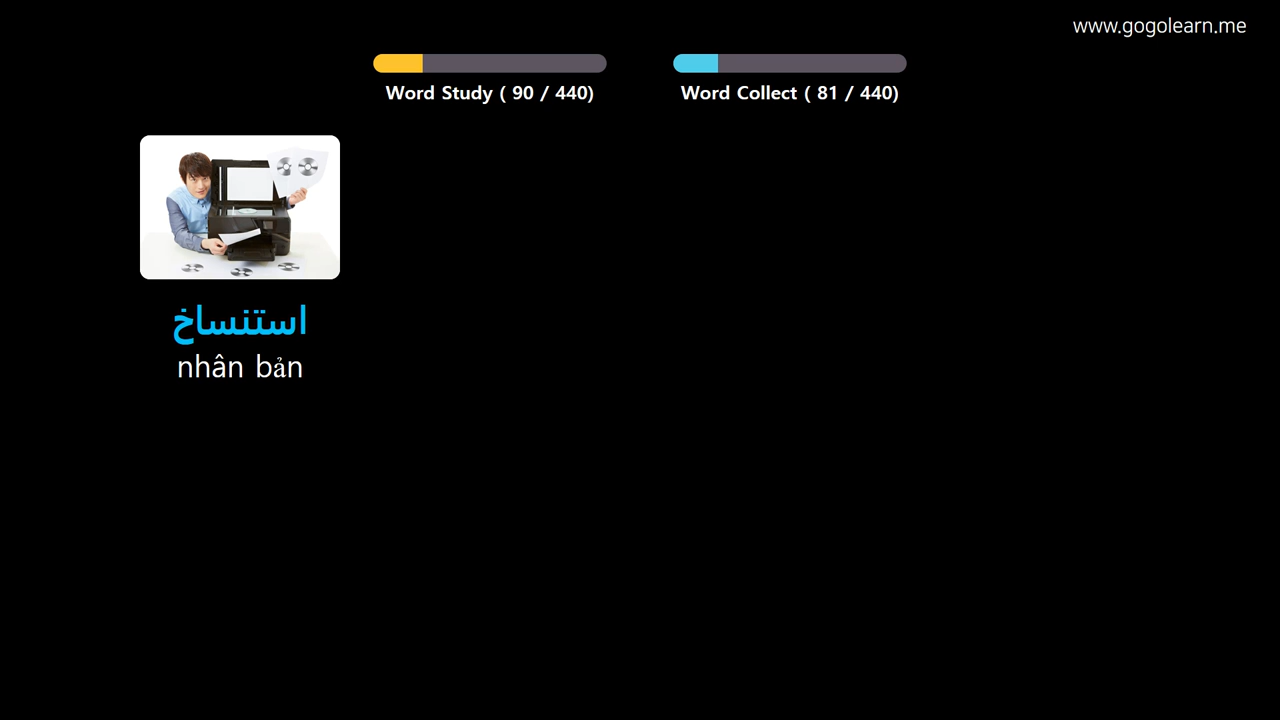 www.gogolearn.me
Word Study ( 90 / 440)
Word Collect ( 81 / 440)
استنساخ
nhân bản